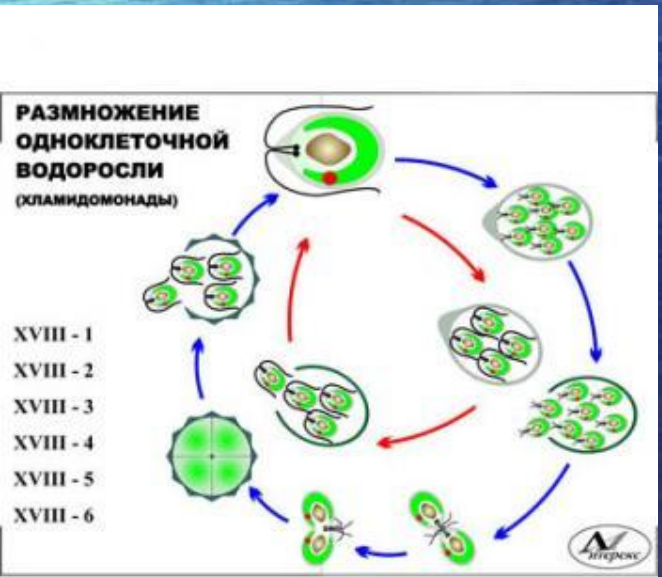 РАЗМНОЖЕНИЕ
ОДНОКЛЕТОЧНОЙ
ВОДОРОСЛИ
(ХЛАМИДОМОНАДЫ)
XVIII - 1
XVIII - 2
XVIII - 3
XVIII - 4
XVIII - 5
XVIII - 6